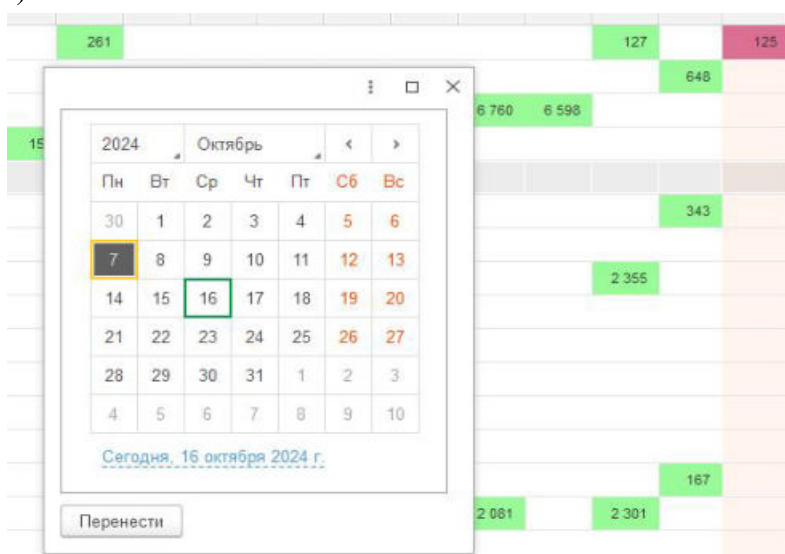 261 127 125
648
6 760 6 598
15
2024 Октябрь
Пн Вт Ср Чт Пт Сб Вс
30 1 2 3 4 5 6
343
7 8 9 10 11 12 13
2 355
14 15 16 17 18 19 20
21 22 23 24 25 26 27
28 29 30 31 1 2 3
4 5 6 7 8 9 10
Сегодня, 16 октября 2024 г.
167
Перенести
2 081 2 301